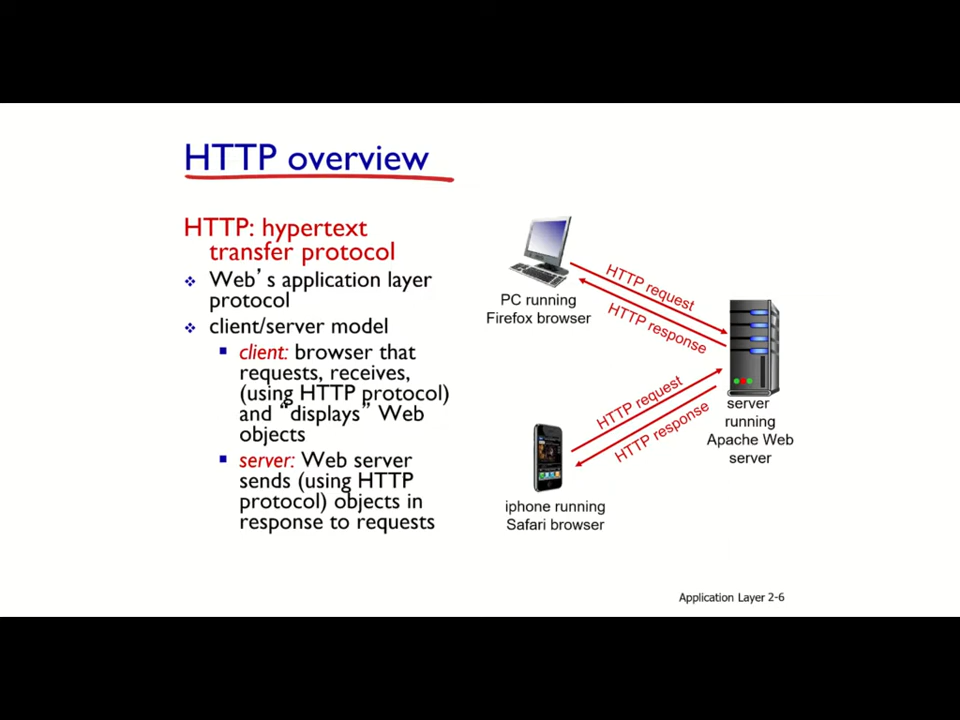 HTTP overview
HTTP: hypertext
transfer protocol
Web’s application layer
protocol
client/server model
client: browser that
requests, receives,
(using HTTP protocol)
and “displays” Web
objects
server: Web server
sends (using HTTP
protocol) objects in
response to requests
PC running
Firefox browser
HTTP request
HTTP response
HTTP request
HTTP response
server
running
Apache Web
server
iphone running
Safari browser
Application Layer 2-6